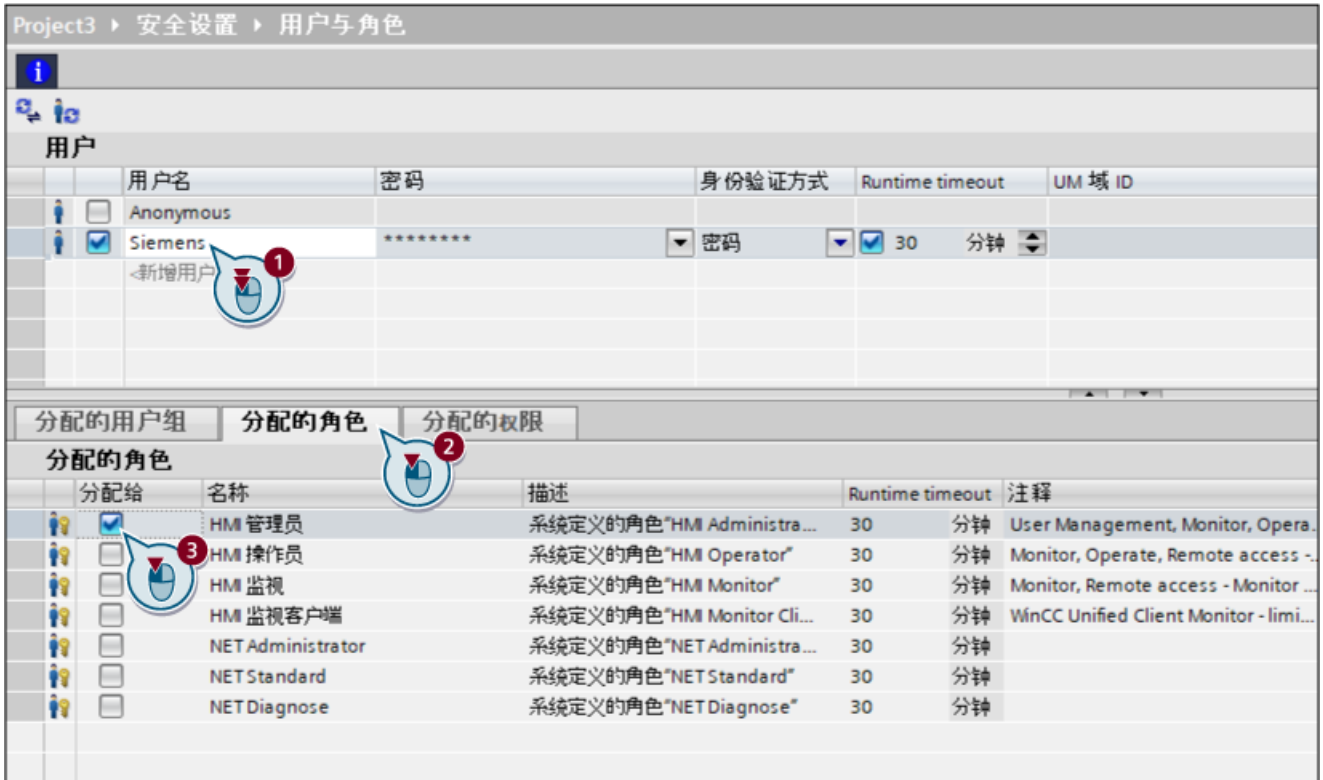 Project3 ▸ 安全设置 ▸ 用户与角色
i
用户
用户名 密码 身份验证方式 Runtime timeout UM 域 ID
Anonymous
Siemens ******** 密码 30 分钟
1
<新增用户
分配的用户组 分配的角色 分配的权限
2
分配的角色
分配给 名称 描述 Runtime timeout 注释
HMI 管理员 系统定义的角色"HMI Administra... 30 分钟 User Management, Monitor, Opera.
3
HMI 操作员 系统定义的角色"HMI Operator" 30 分钟 Monitor, Operate, Remote access -...
HMI 监视 系统定义的角色"HMI Monitor" 30 分钟 Monitor, Remote access - Monitor ...
HMI 监视客户端 系统定义的角色"HMI Monitor Cli... 30 分钟 WinCC Unified Client Monitor - limi...
NET Administrator 系统定义的角色"NET Administra... 30 分钟
NET Standard 系统定义的角色"NET Standard" 30 分钟
NET Diagnose 系统定义的角色"NET Diagnose" 30 分钟